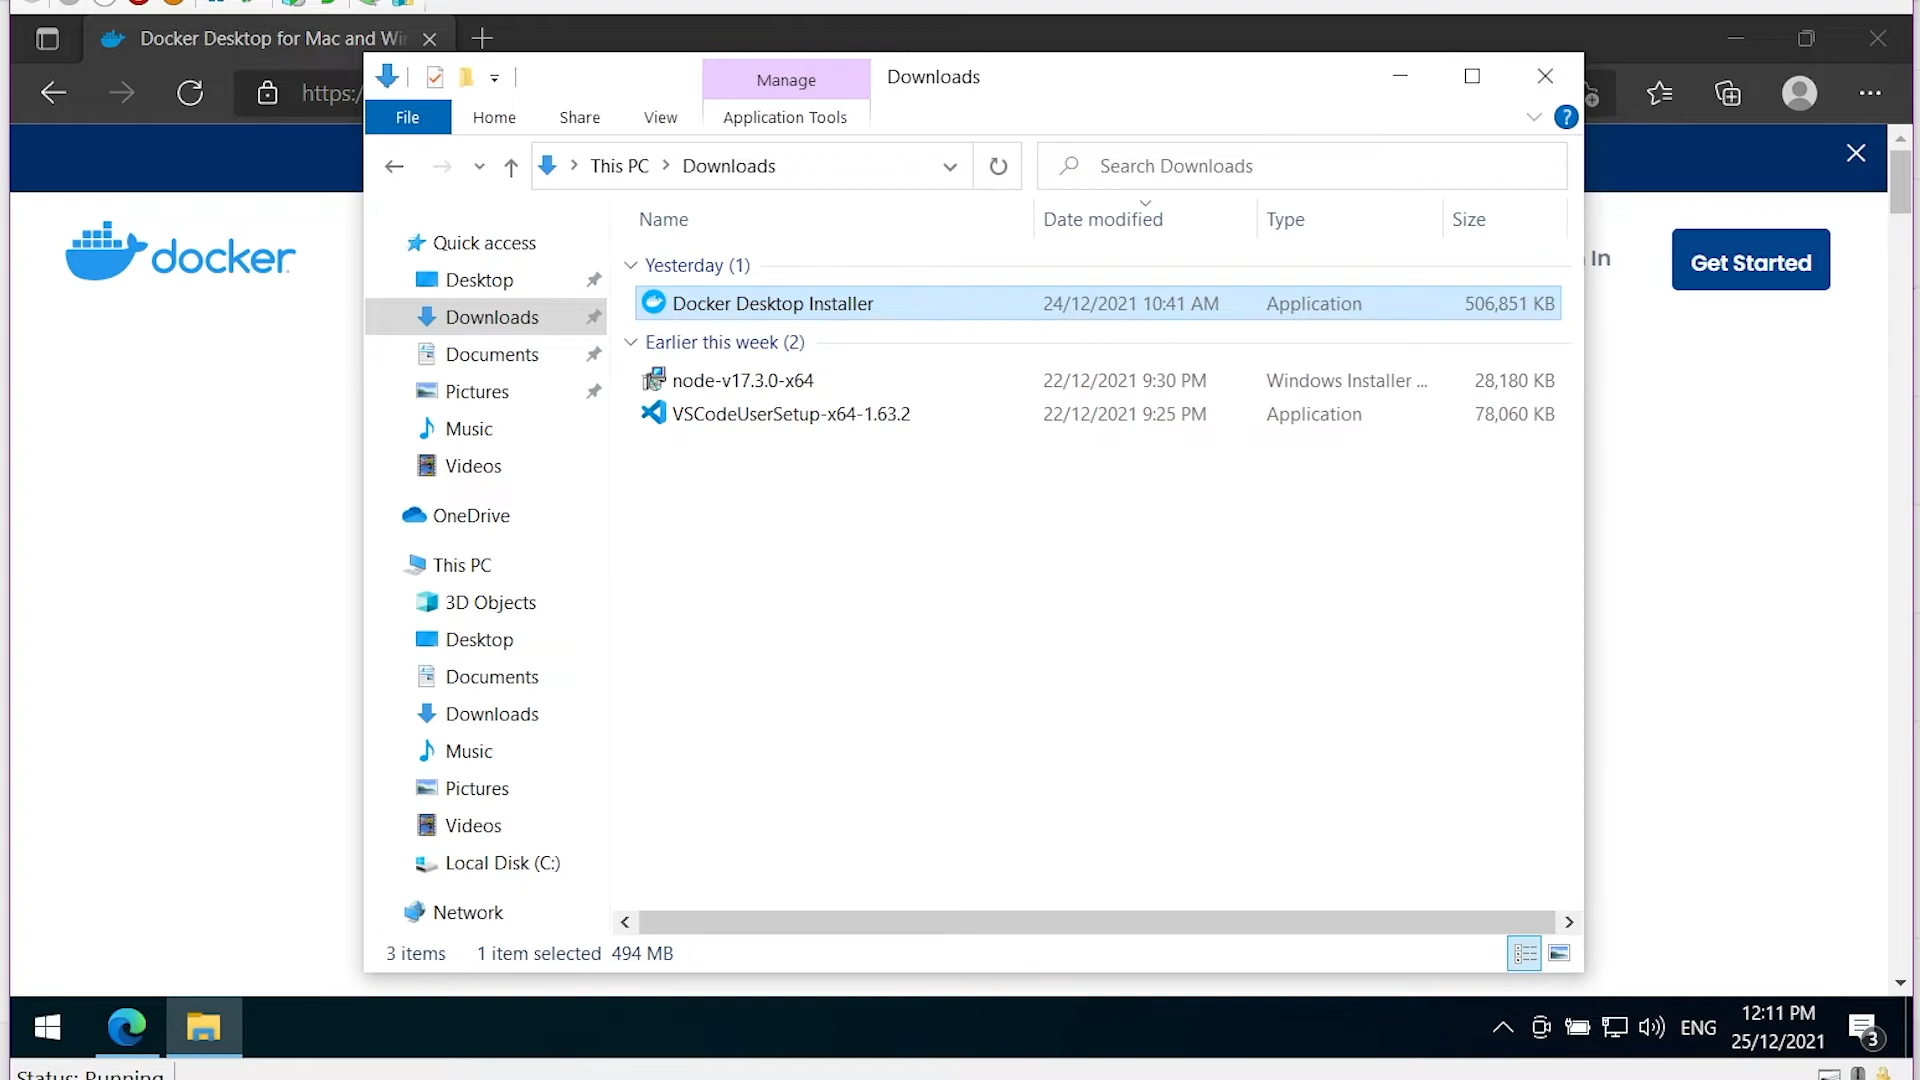 Docker Desktop for Mac and Wi
https:/
Manage
Downloads
File
Home
Share
View
Application Tools
?
This PC
Downloads
Search Downloads
docker
In
Get Started
Name
Date modified
Type
Size
Quick access
Desktop
Downloads
Documents
Pictures
Music
Videos
OneDrive
This PC
3D Objects
Desktop
Documents
Downloads
Music
Pictures
Videos
Local Disk (C:)
Network
Yesterday (1)
Docker Desktop Installer 24/12/2021 10:41 AM Application 506,851 KB
Earlier this week (2)
node-v17.3.0-x64 22/12/2021 9:30 PM Windows Installer ... 28,180 KB
VSCodeUserSetup-x64-1.63.2 22/12/2021 9:25 PM Application 78,060 KB
3 items 1 item selected 494 MB
ENG
12:11 PM
25/12/2021
3
Status: Running